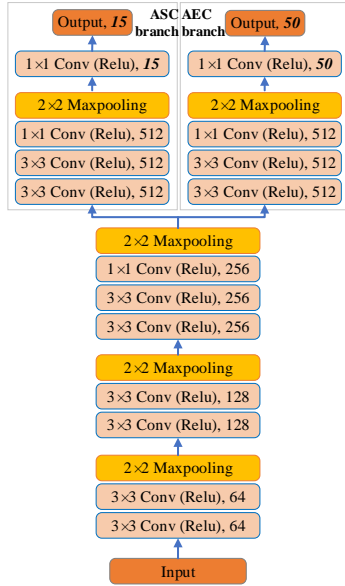 Output, 15
ASC
branch
AEC
branch
Output, 50
1×1 Conv (Relu), 15
1×1 Conv (Relu), 50
2×2 Maxpooling
2×2 Maxpooling
1×1 Conv (Relu), 512
1×1 Conv (Relu), 512
3×3 Conv (Relu), 512
3×3 Conv (Relu), 512
3×3 Conv (Relu), 512
3×3 Conv (Relu), 512
2×2 Maxpooling
1×1 Conv (Relu), 256
3×3 Conv (Relu), 256
3×3 Conv (Relu), 256
2×2 Maxpooling
3×3 Conv (Relu), 128
3×3 Conv (Relu), 128
2×2 Maxpooling
3×3 Conv (Relu), 64
3×3 Conv (Relu), 64
Input